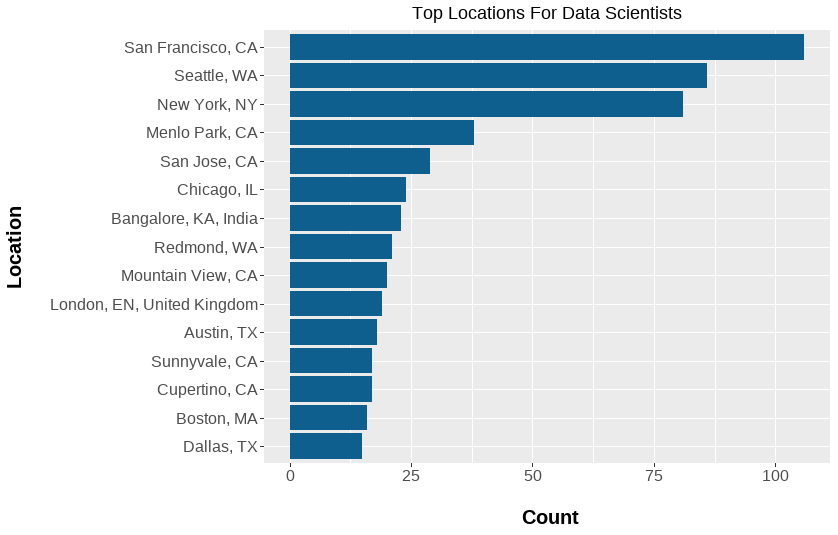 Top Locations For Data Scientists
San Francisco, CA
Seattle, WA
New York, NY
Menlo Park, CA
San Jose, CA
Chicago, IL
Bangalore, KA, India
Redmond, WA
Mountain View, CA
London, EN, United Kingdom
Austin, TX
Sunnyvale, CA
Cupertino, CA
Boston, MA
Dallas, TX
Location
0 25 50 75 100
Count